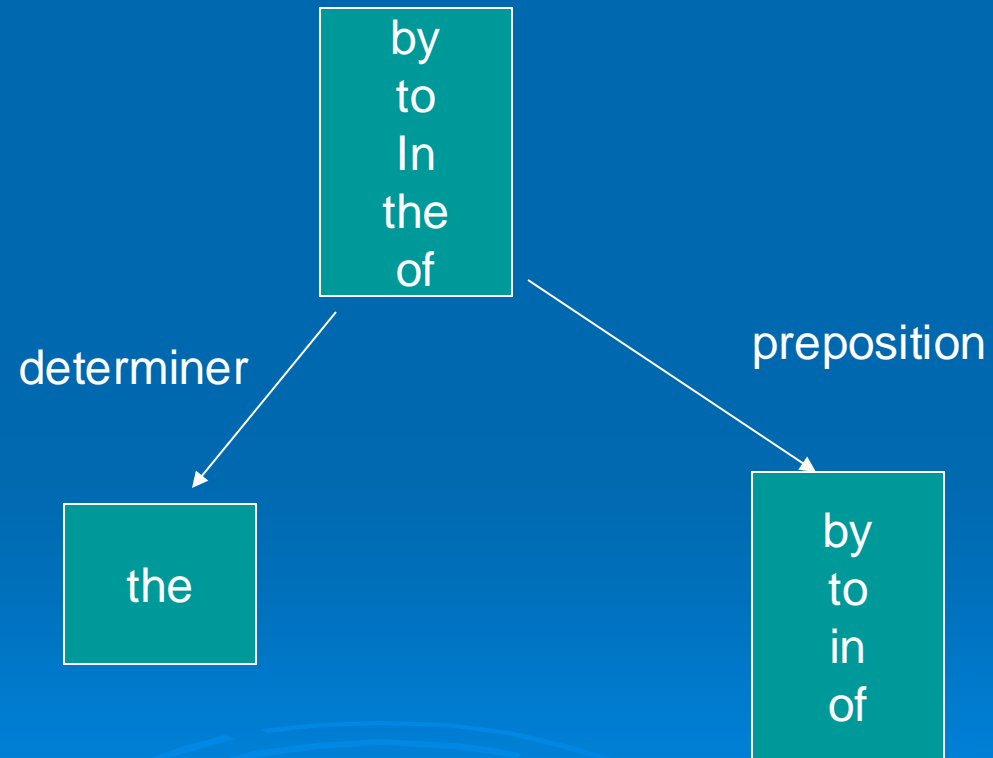 by
to
In
the
of
determiner
preposition
the
by
to
in
of